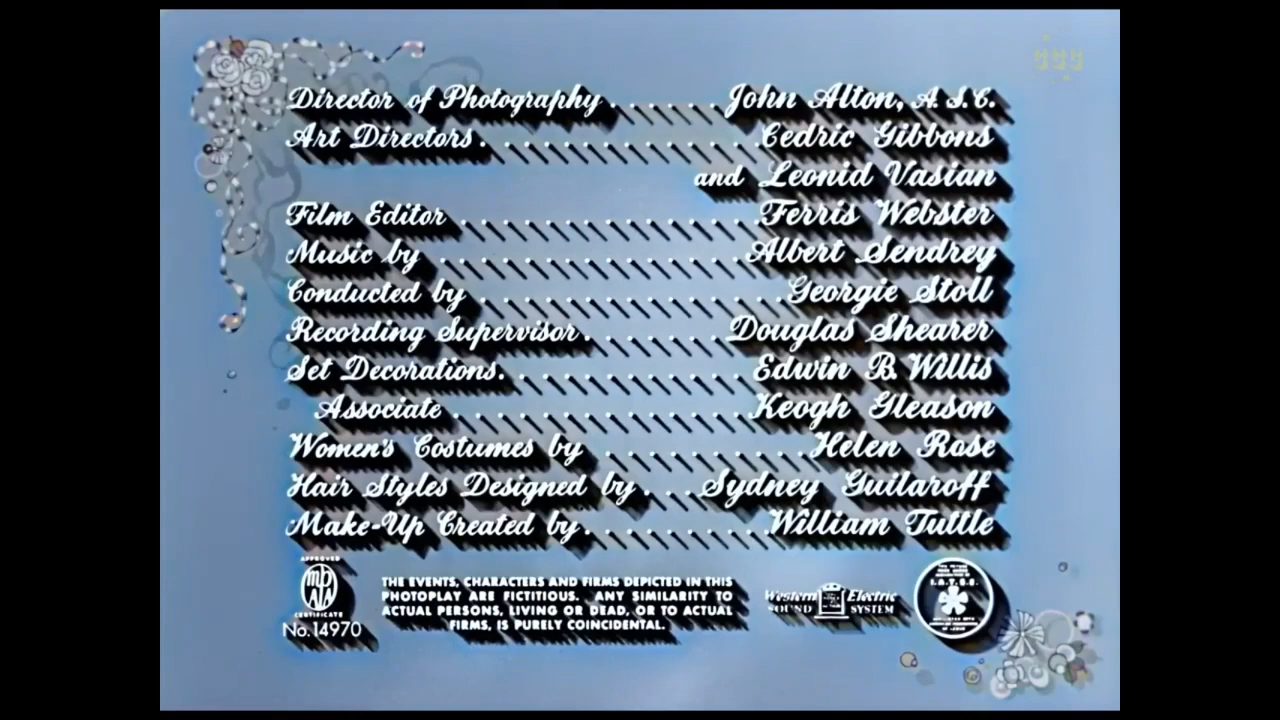 Director of Photography . . . . . . John Alton, A.S.C.
Art Directors . . . . . . . . . . . . . . . . Cedric Gibbons
and Leonid Vasian
Film Editor . . . . . . . . . . . . . . . . . Ferris Webster
Music by . . . . . . . . . . . . . . . . . Albert Sendrey
Conducted by . . . . . . . . . . . . . . . . . Georgie Stoll
Recording Supervisor . . . . . . . . Douglas Shearer
Set Decorations . . . . . . . . . . . . . . Edwin B. Willis
Associate . . . . . . . . . . . . . . . . . Keogh Gleason
Women's Costumes by . . . . . . . . . . . Helen Rose
Hair Styles Designed by . . . Sydney Guilaroff
Make-Up Created by . . . . . . . . . . William Tuttle
APPROVED
MPAA
CERTIFICATE
No. 14970
THE EVENTS, CHARACTERS AND FIRMS DEPICTED IN THIS
PHOTOPLAY ARE FICTITIOUS. ANY SIMILARITY TO
ACTUAL PERSONS, LIVING OR DEAD, OR TO ACTUAL
FIRMS, IS PURELY COINCIDENTAL.
Western Electric
SOUND SYSTEM
I.A.T.S.E.